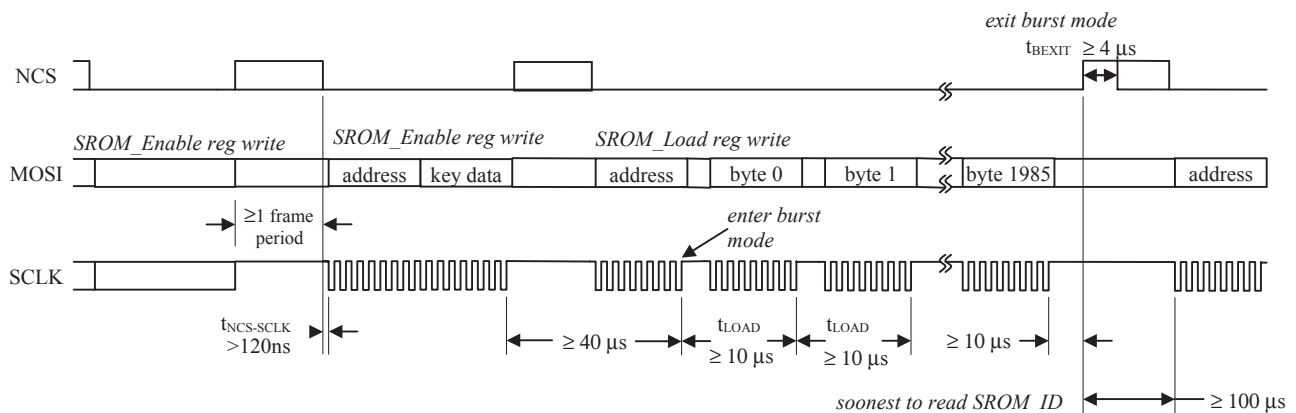 exit burst mode
tBEXIT ≥ 4 µs
NCS
SROM_Enable reg write
SROM_Enable reg write
SROM_Load reg write
MOSI
address
key data
address
byte 0
byte 1
byte 1985
address
≥1 frame
period
enter burst
mode
SCLK
tNCS-SCLK
>120ns
≥ 40 µs
tLOAD
≥ 10 µs
tLOAD
≥ 10 µs
≥ 10 µs
soonest to read SROM_ID
≥ 100 µs